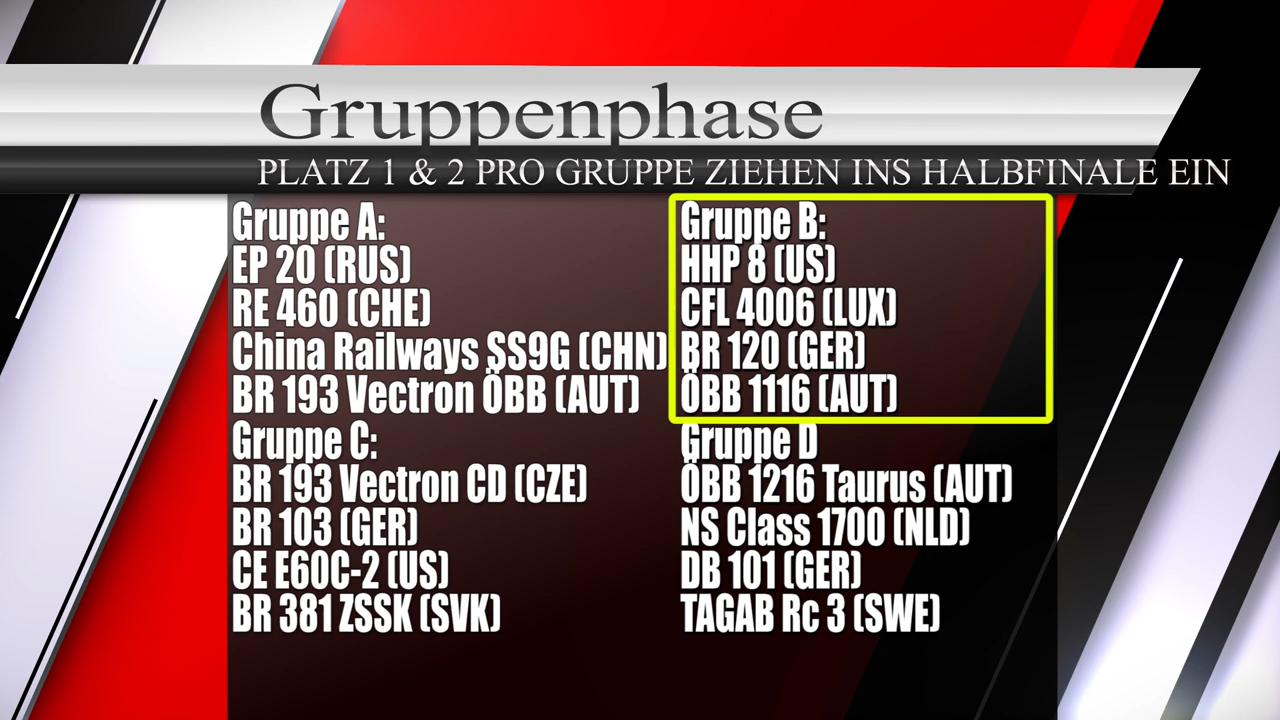 Gruppenphase
PLATZ 1 & 2 PRO GRUPPE ZIEHEN INS HALBFINALE EIN
Gruppe A:
EP 20 (RUS)
RE 460 (CHE)
China Railways SS9G (CHN)
BR 193 Vectron ÖBB (AUT)
Gruppe B:
HHP 8 (US)
CFL 4006 (LUX)
BR 120 (GER)
ÖBB 1116 (AUT)
Gruppe C:
BR 193 Vectron CD (CZE)
BR 103 (GER)
CE E60C-2 (US)
BR 381 ZSSK (SVK)
Gruppe D
ÖBB 1216 Taurus (AUT)
NS Class 1700 (NLD)
DB 101 (GER)
TAGAB Rc 3 (SWE)